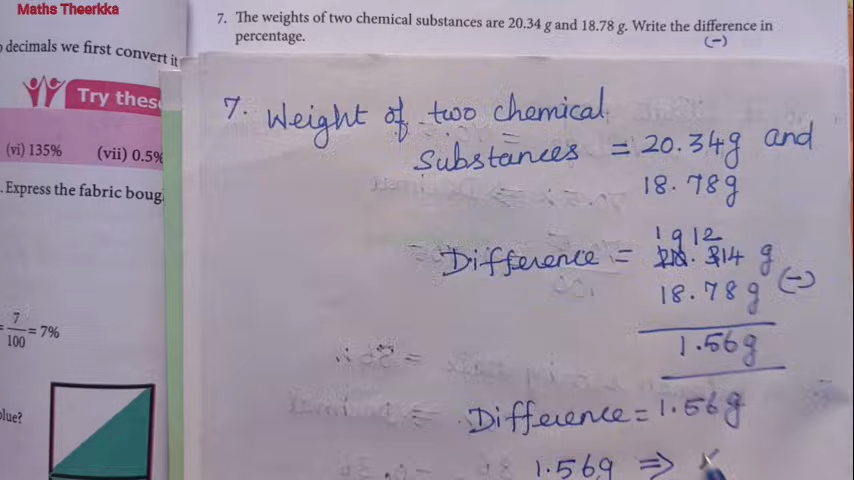 Maths Theerkka
7. The weights of two chemical substances are 20.34 g and 18.78 g. Write the difference in
percentage.
(-)
decimals we first convert it
Try thes
(vi) 135% (vii) 0.5%
. Express the fabric boug
= 7/100 = 7%
lue?
7. Weight of two chemical
Substances = 20.34g and
18.78g
1 9 12
Difference = 20.314 g
18.78g (-)
1.56g
Difference = 1.56g
1.56g ⇒